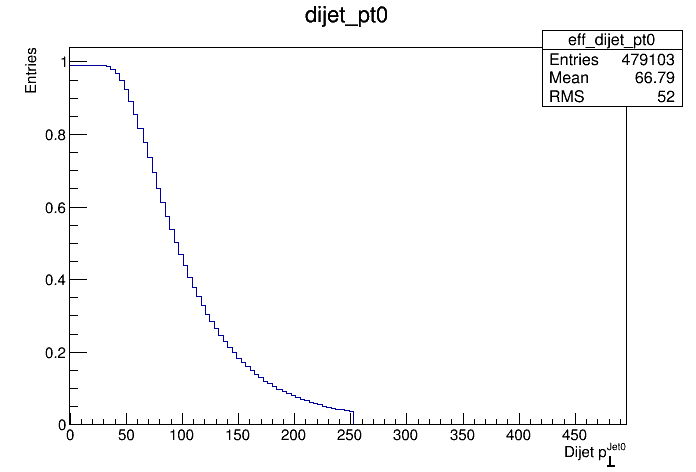 dijet_pt0
eff_dijet_pt0
Entries 479103
Mean 66.79
RMS 52
Entries
1
0.8
0.6
0.4
0.2
0
0 50 100 150 200 250 300 350 400 450
Dijet p⊥^Jet0